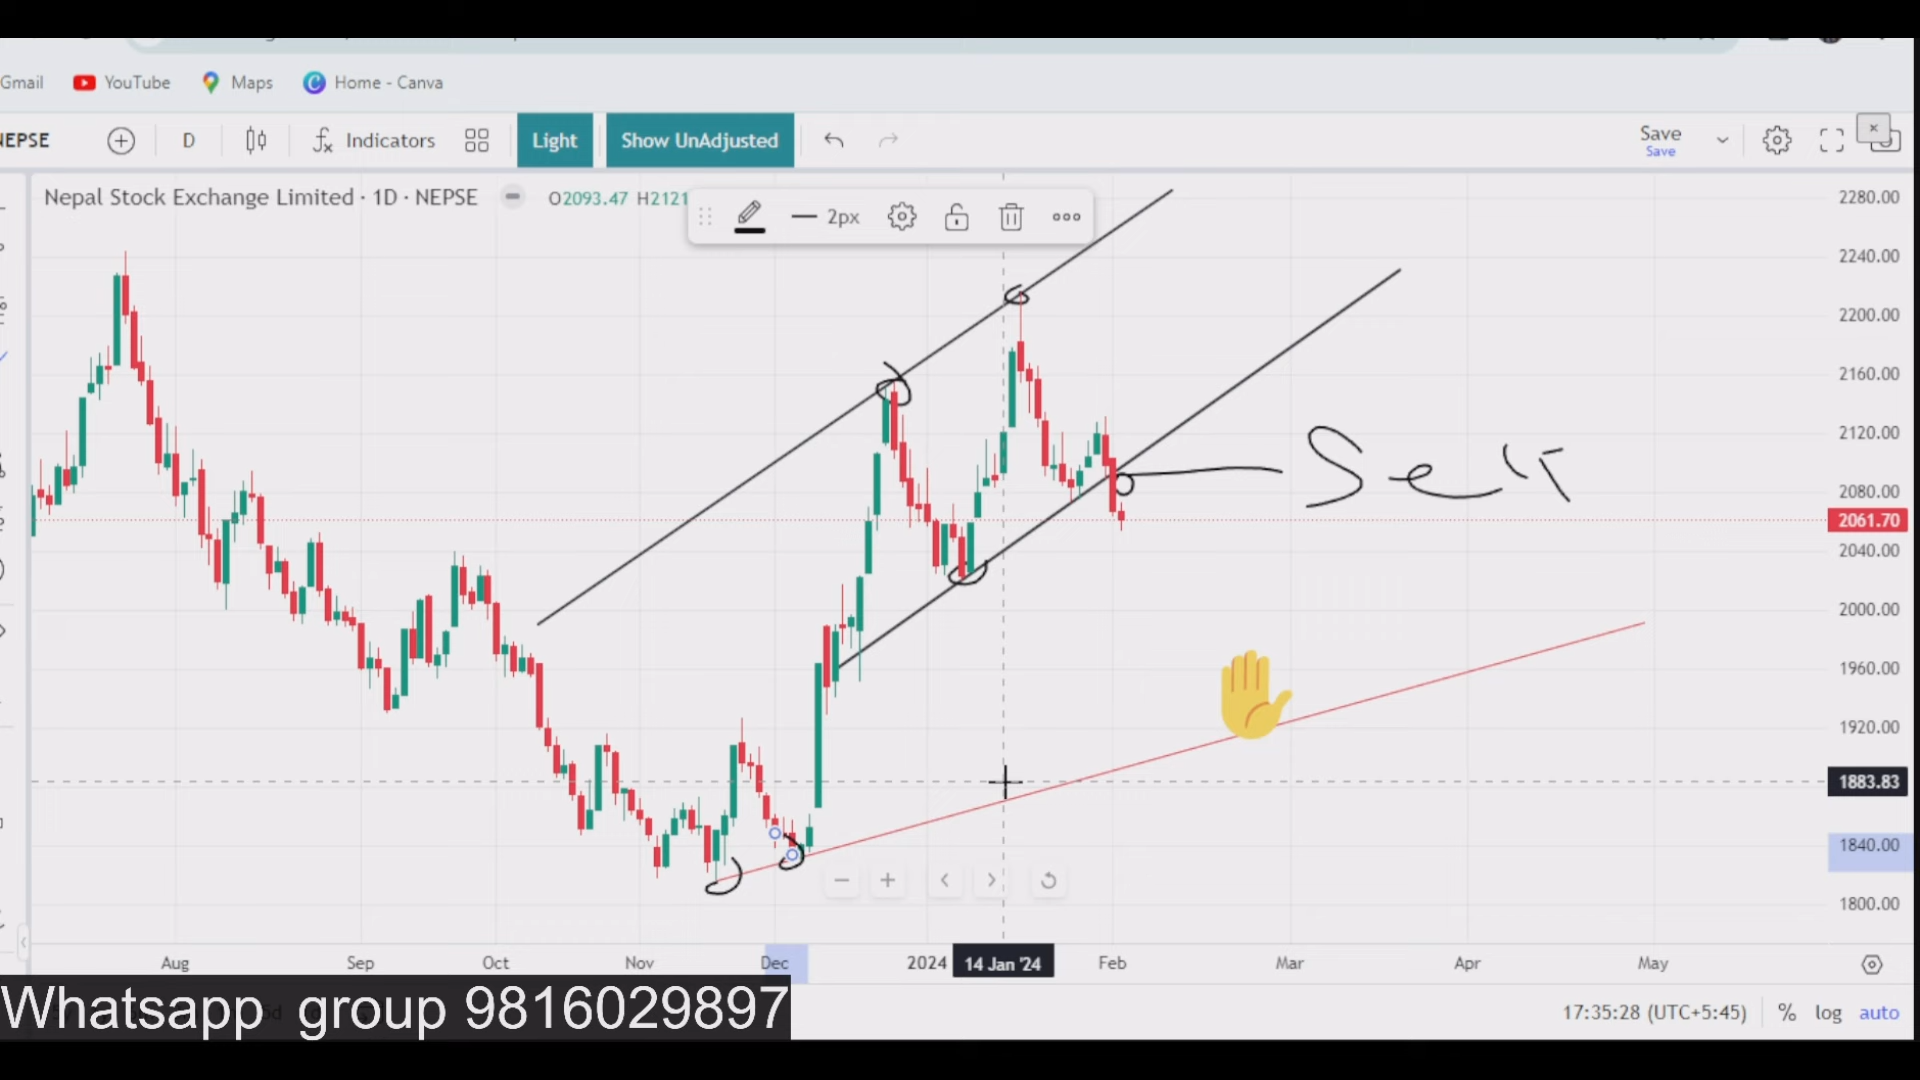 Gmail YouTube Maps Home - Canva
NEPSE D Indicators Light Show UnAdjusted Save
Save
Nepal Stock Exchange Limited · 1D · NEPSE O2093.47 H2121
2px
2280.00
2240.00
2200.00
2160.00
2120.00
Sell
2080.00
2061.70
2040.00
2000.00
1960.00
1920.00
1883.83
1840.00
1800.00
Aug Sep Oct Nov Dec 2024 14 Jan '24 Feb Mar Apr May
Whatsapp group 9816029897
17:35:28 (UTC+5:45) % log auto